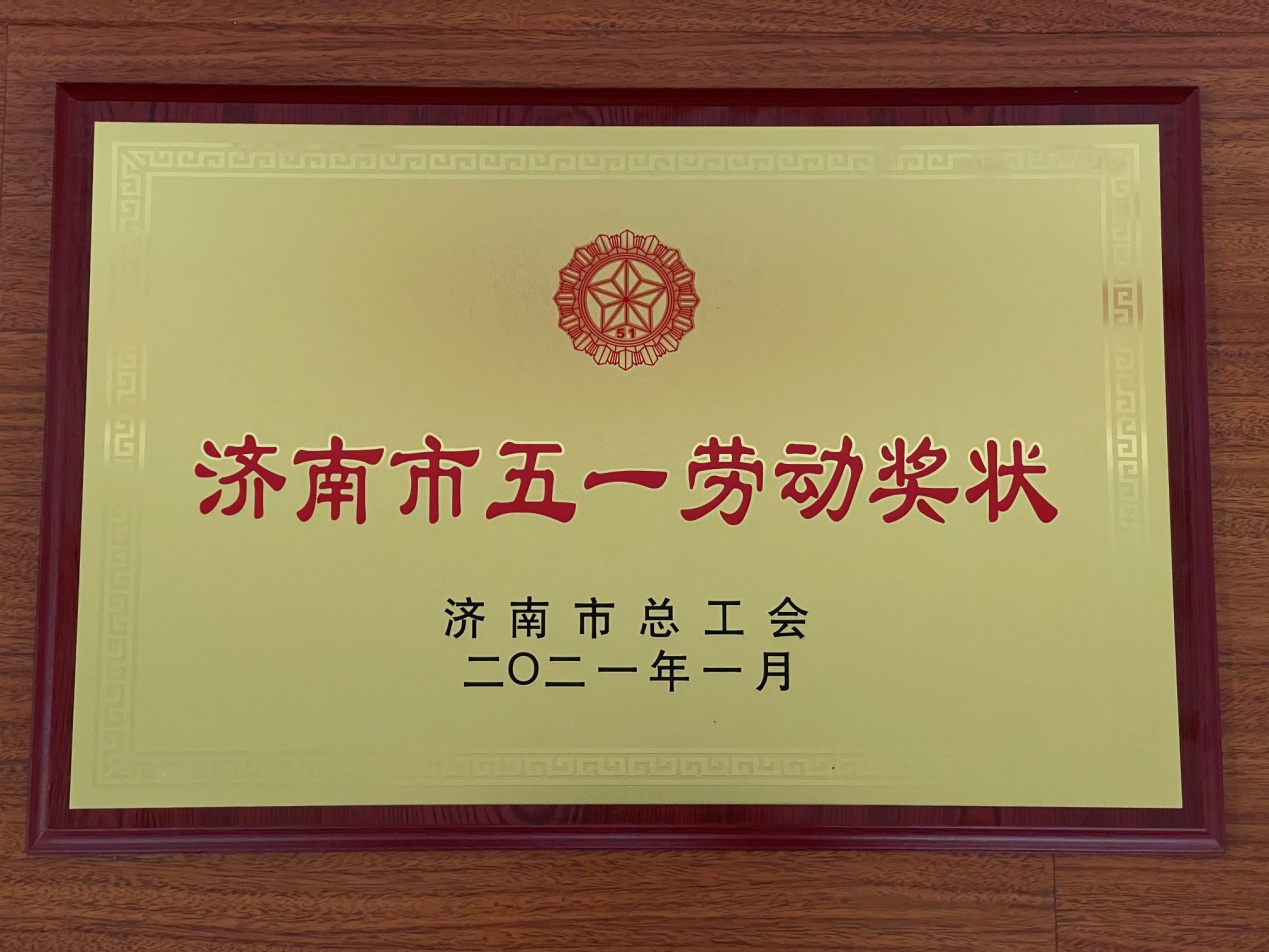 51
济南市五一劳动奖状
济南市总工会
二〇二一年一月